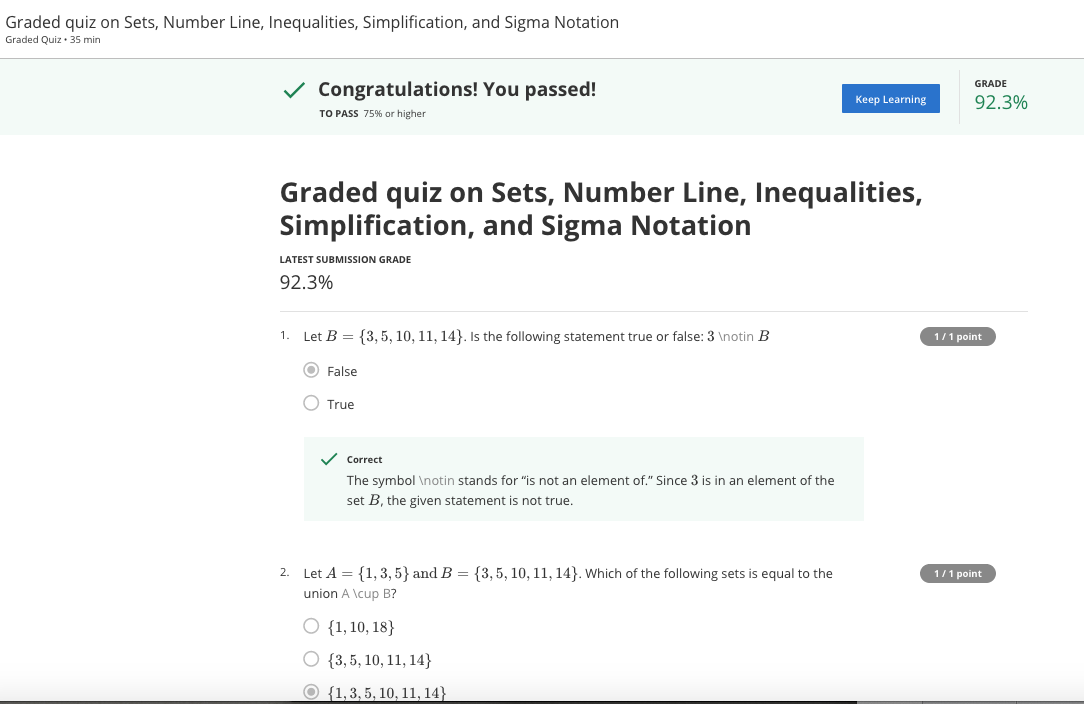 Graded quiz on Sets, Number Line, Inequalities, Simplification, and Sigma Notation
Graded Quiz • 35 min
Congratulations! You passed!
TO PASS 75% or higher
Keep Learning
GRADE
92.3%
Graded quiz on Sets, Number Line, Inequalities,
Simplification, and Sigma Notation
LATEST SUBMISSION GRADE
92.3%
1. Let B = {3, 5, 10, 11, 14}. Is the following statement true or false: 3 \notin B
1 / 1 point
False
True
Correct
The symbol \notin stands for “is not an element of.” Since 3 is in an element of the
set B, the given statement is not true.
2. Let A = {1, 3, 5} and B = {3, 5, 10, 11, 14}. Which of the following sets is equal to the
union A \cup B?
1 / 1 point
{1, 10, 18}
{3, 5, 10, 11, 14}
{1, 3, 5, 10, 11, 14}